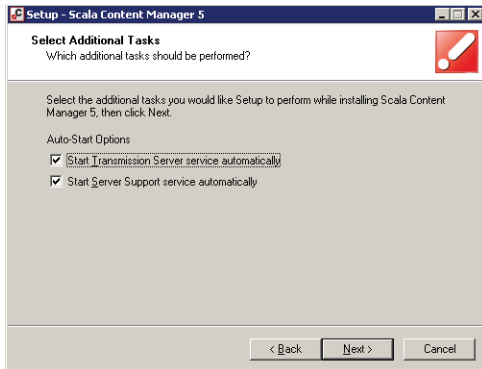 Setup - Scala Content Manager 5
Select Additional Tasks
Which additional tasks should be performed?
Select the additional tasks you would like Setup to perform while installing Scala Content
Manager 5, then click Next.
Auto-Start Options
Start Transmission Server service automatically
Start Server Support service automatically
< Back
Next >
Cancel